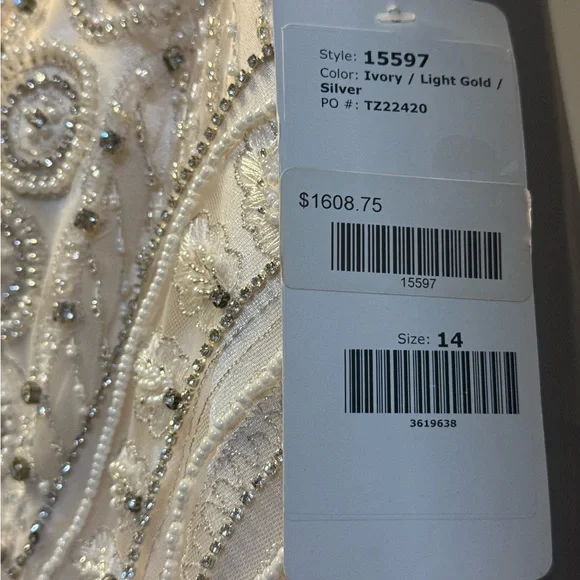 Style: 15597
Color: Ivory / Light Gold /
Silver
PO #: TZ22420
$1608.75
15597
Size: 14
3619638